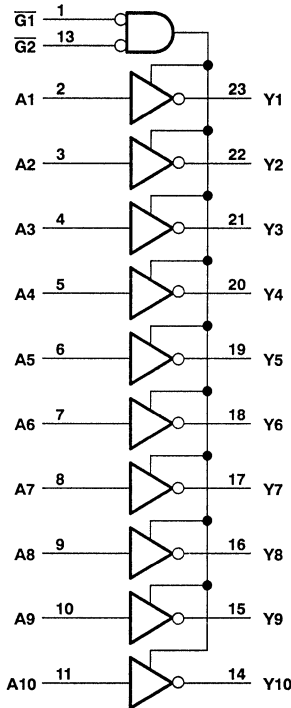 G1 1
G2 13
A1 2 23 Y1
A2 3 22 Y2
A3 4 21 Y3
A4 5 20 Y4
A5 6 19 Y5
A6 7 18 Y6
A7 8 17 Y7
A8 9 16 Y8
A9 10 15 Y9
A10 11 14 Y10